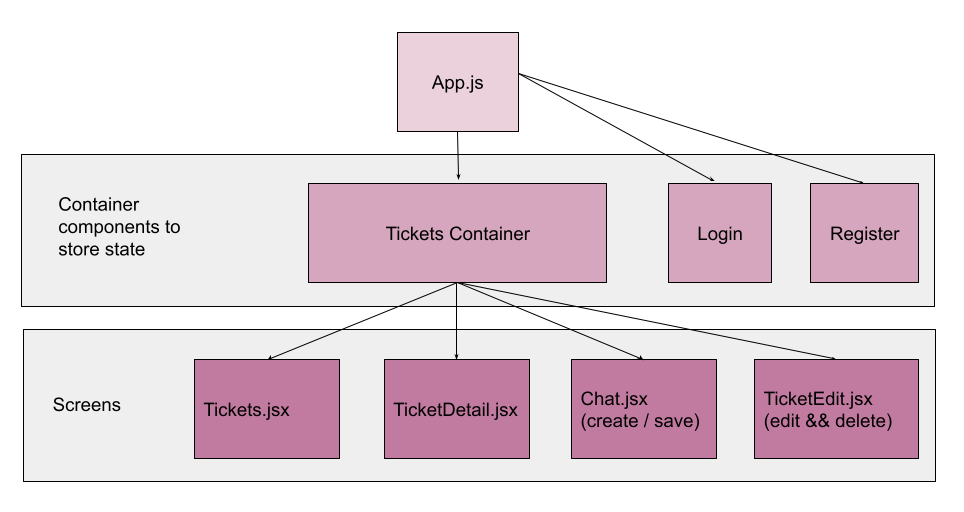 App.js
Container
components to
store state
Tickets Container
Login
Register
Screens
Tickets.jsx
TicketDetail.jsx
Chat.jsx
(create / save)
TicketEdit.jsx
(edit && delete)